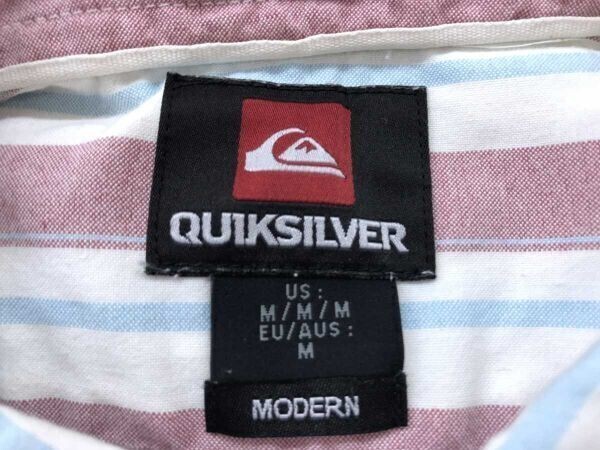 QUIKSILVER
US :
M / M / M
EU/AUS :
M
MODERN